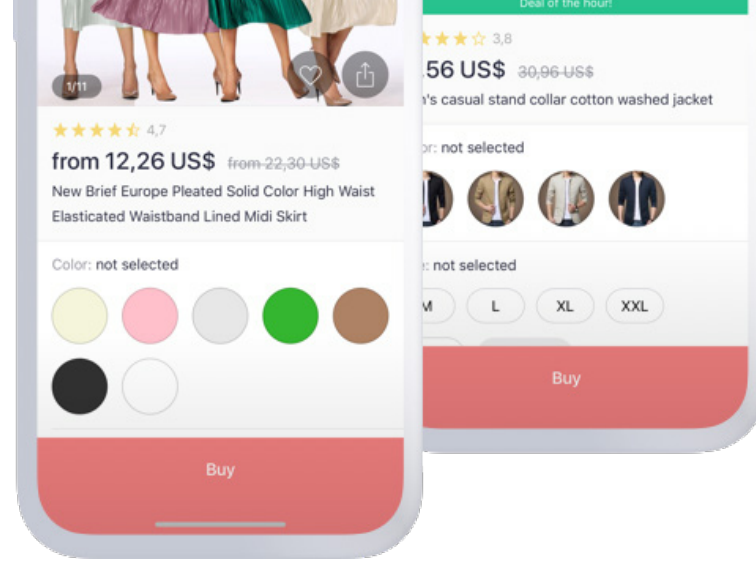 1/11
4,7
from 12,26 US$ from 22,30 US$
New Brief Europe Pleated Solid Color High Waist
Elasticated Waistband Lined Midi Skirt
Color: not selected
Buy
Deal of the hour!
3,8
56 US$ 30,96 US$
casual stand collar cotton washed jacket
not selected
not selected
M
L
XL
XXL
Buy